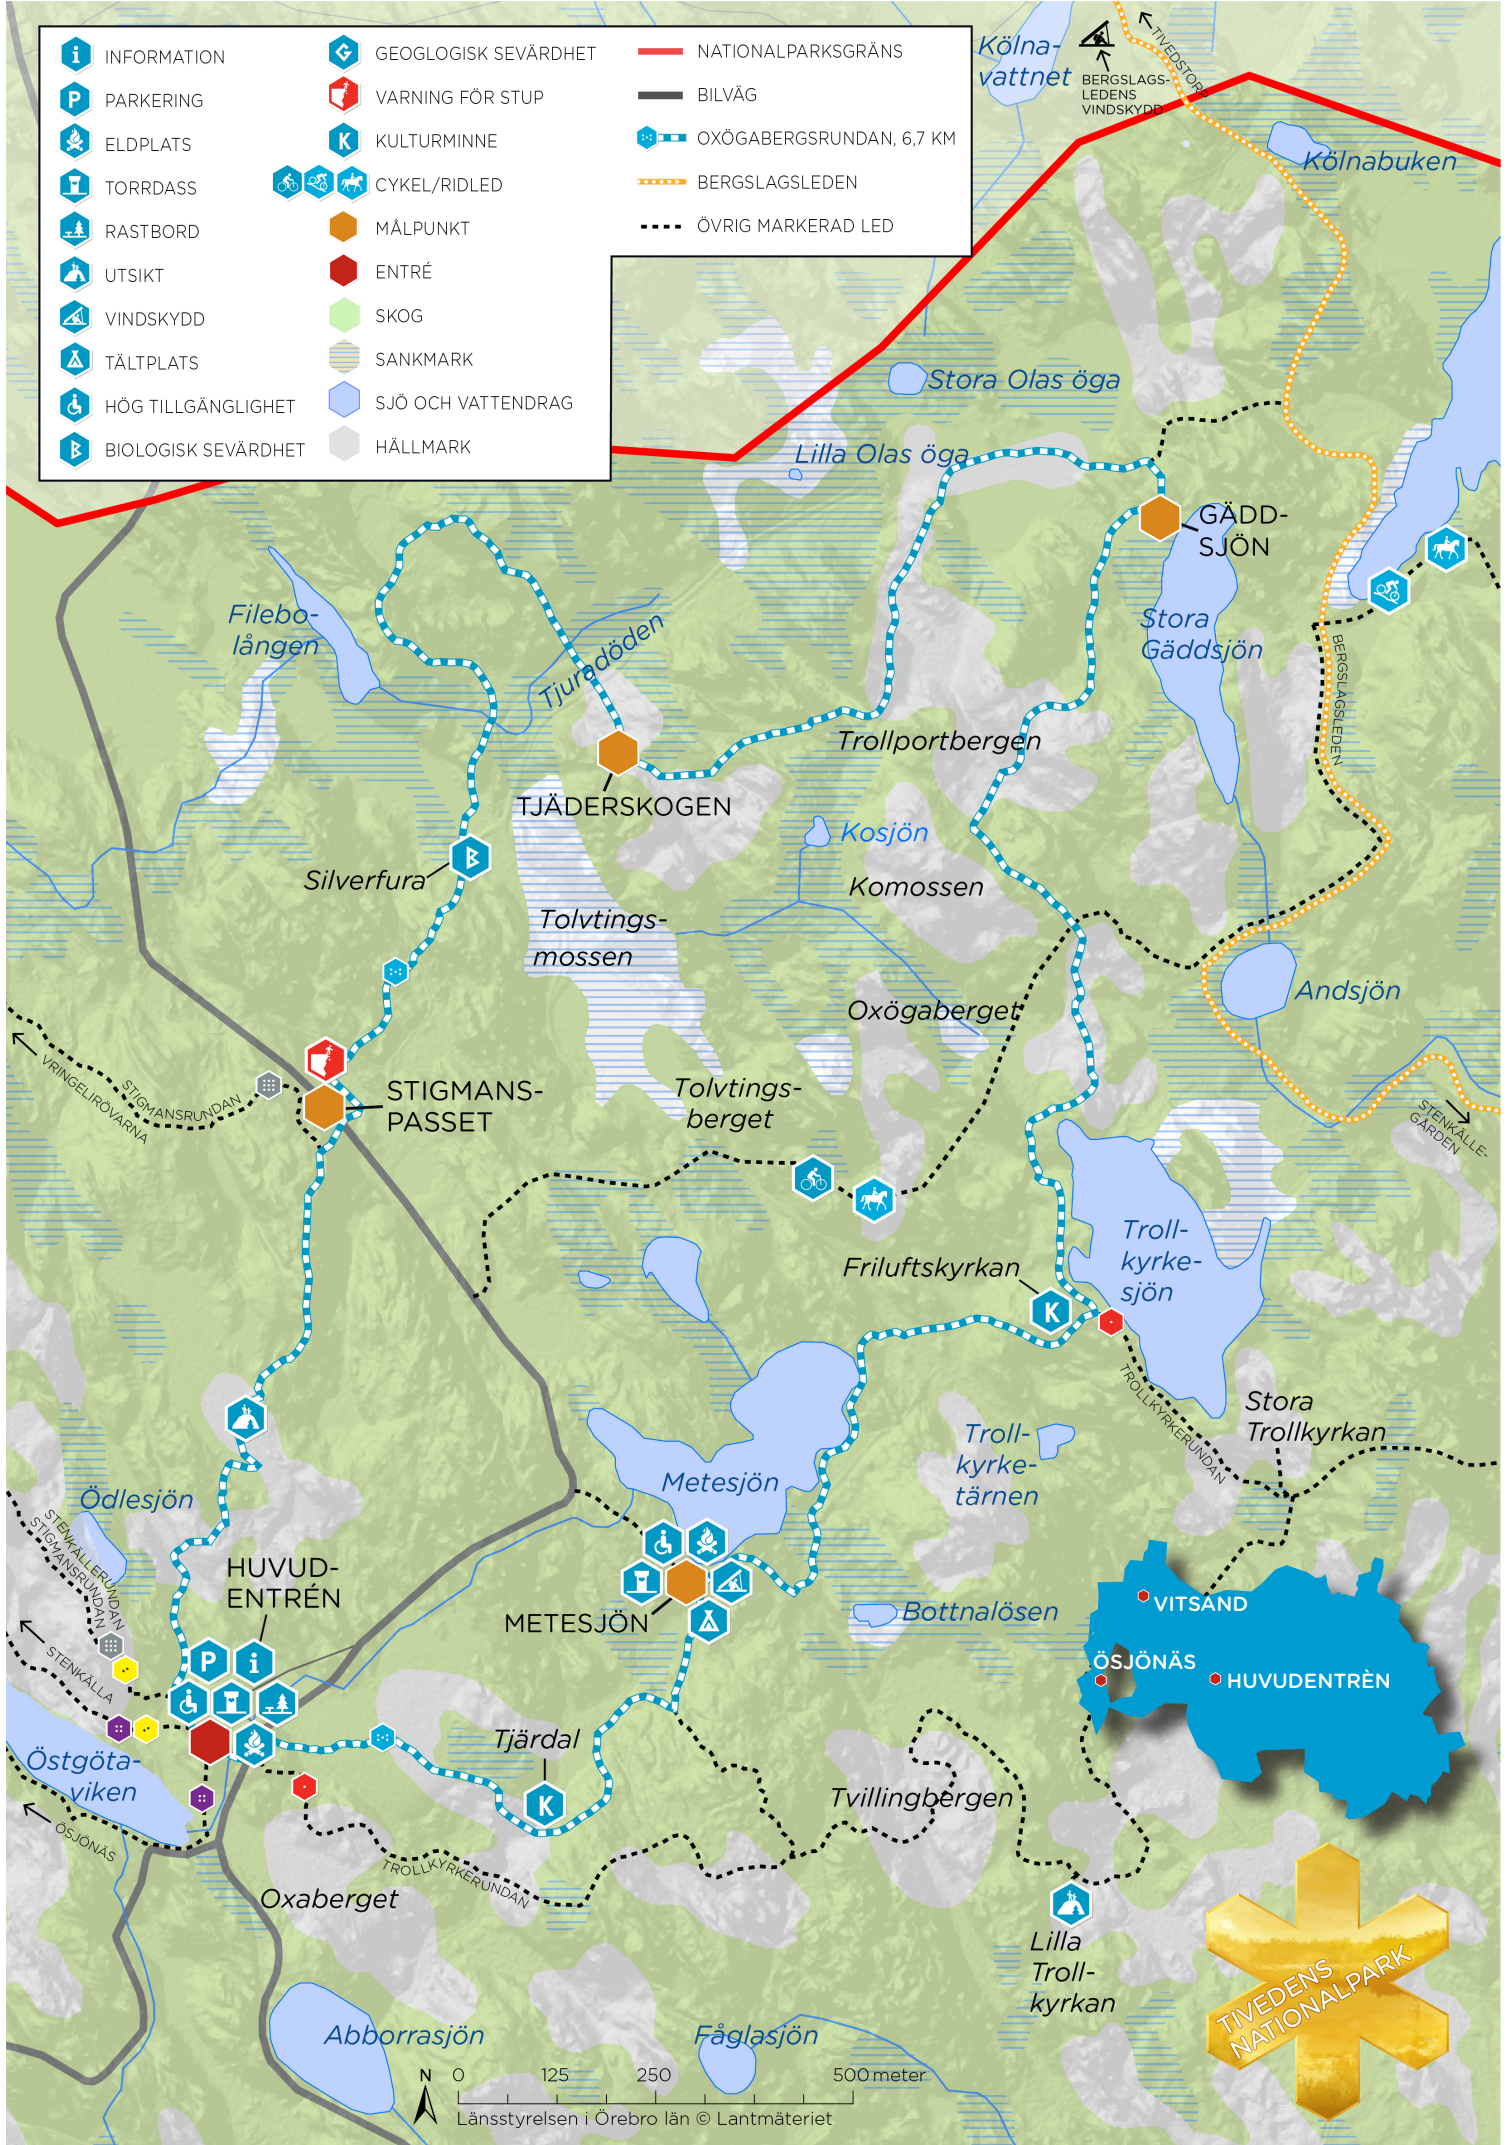 INFORMATION
PARKERING
ELDPLATS
TORRDASS
RASTBORD
UTSIKT
VINDSKYDD
TÄLTPLATS
HÖG TILLGÄNGLIGHET
BIOLOGISK SEVÄRDHET
GEOGLOGISK SEVÄRDHET
VARNING FÖR STUP
KULTURMINNE
CYKEL/RIDLED
MÅLPUNKT
ENTRÉ
SKOG
SANKMARK
SJÖ OCH VATTENDRAG
HÄLLMARK
NATIONALPARKSGRÄNS
BILVÄG
OXÖGABERGSRUNDAN, 6,7 KM
BERGSLAGSLEDEN
ÖVRIG MARKERAD LED
Kölna-
vattnet
BERGSLAGS-
LEDENS
VINDSKYDD
TIVEDSTORP
Kölnabuken
Stora Olas öga
Lilla Olas öga
GÄDD-
SJÖN
Stora
Gäddsjön
BERGSLAGSLEDEN
Filebo-
lången
Tjuradöden
TJÄDERSKOGEN
Trollportbergen
Kosjön
Komossen
Silverfura
B
Tolvtings-
mossen
Oxögaberget
Andsjön
STENKÄLLE-
GÅRDEN
VRINGELIRÖVARNA
STIGMANSRUNDAN
STIGMANS-
PASSET
Tolvtings-
berget
Friluftskyrkan
K
Troll-
kyrke-
sjön
TROLLKYRKERUNDAN
Stora
Trollkyrkan
Troll-
kyrke-
tärnen
Metesjön
METESJÖN
Bottnalösen
Ödlesjön
STENKÄLLERUNDAN
STIGMANSRUNDAN
HUVUD-
ENTRÉN
P
i
STENKÄLLA
Östgöta-
viken
ÖSJÖNÄS
Tjärdal
K
Tvillingbergen
TROLLKYRKERUNDAN
Oxaberget
Lilla
Troll-
kyrkan
VITSAND
ÖSJÖNÄS
HUVUDENTRÈN
TIVEDENS
NATIONALPARK
Abborrasjön
Fåglasjön
N 0 125 250 500 meter
Länsstyrelsen i Örebro län © Lantmäteriet